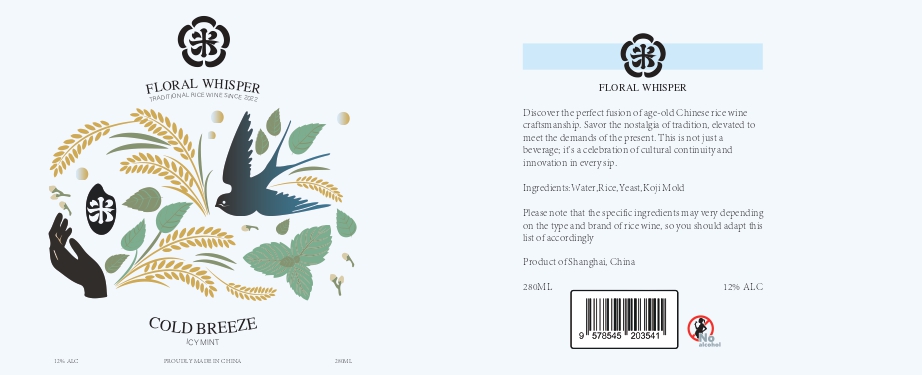 FLORAL WHISPER
TRADITIONAL RICE WINE SINCE 2022
COLD BREEZE
ICY MINT
12% ALC
PROUDLY MADE IN CHINA
280ML
FLORAL WHISPER
Discover the perfect fusion of age-old Chinese rice wine
craftsmanship. Savor the nostalgia of tradition, elevated to
meet the demands of the present. This is not just a
beverage; it's a celebration of cultural continuity and
innovation in every sip.
Ingredients:Water,Rice,Yeast,Koji Mold
Please note that the specific ingredients may very depending
on the type and brand of rice wine, so you should adapt this
list of accordingly
Product of Shanghai, China
280ML
12% ALC
9 578545 203541
No
alcohol